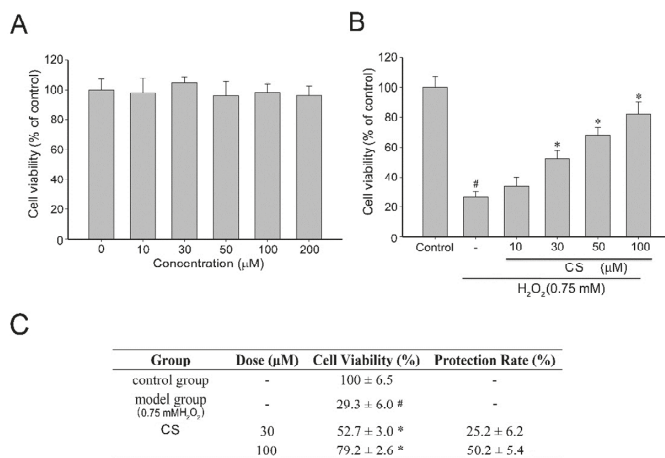 A
Cell viability (% of control)
120
100
80
60
40
20
0
0 10 30 50 100 200
Concentration (μM)
B
Cell viability (% of control)
120
100
80
60
40
20
0
# * * *
Control - 10 30 50 100
CS (μM)
H₂O₂(0.75 mM)
C
Group Dose (μM) Cell Viability (%) Protection Rate (%)
control group - 100 ± 6.5 -
model group - 29.3 ± 6.0 # -
(0.75 mMH₂O₂)
CS 30 52.7 ± 3.0 * 25.2 ± 6.2
100 79.2 ± 2.6 * 50.2 ± 5.4